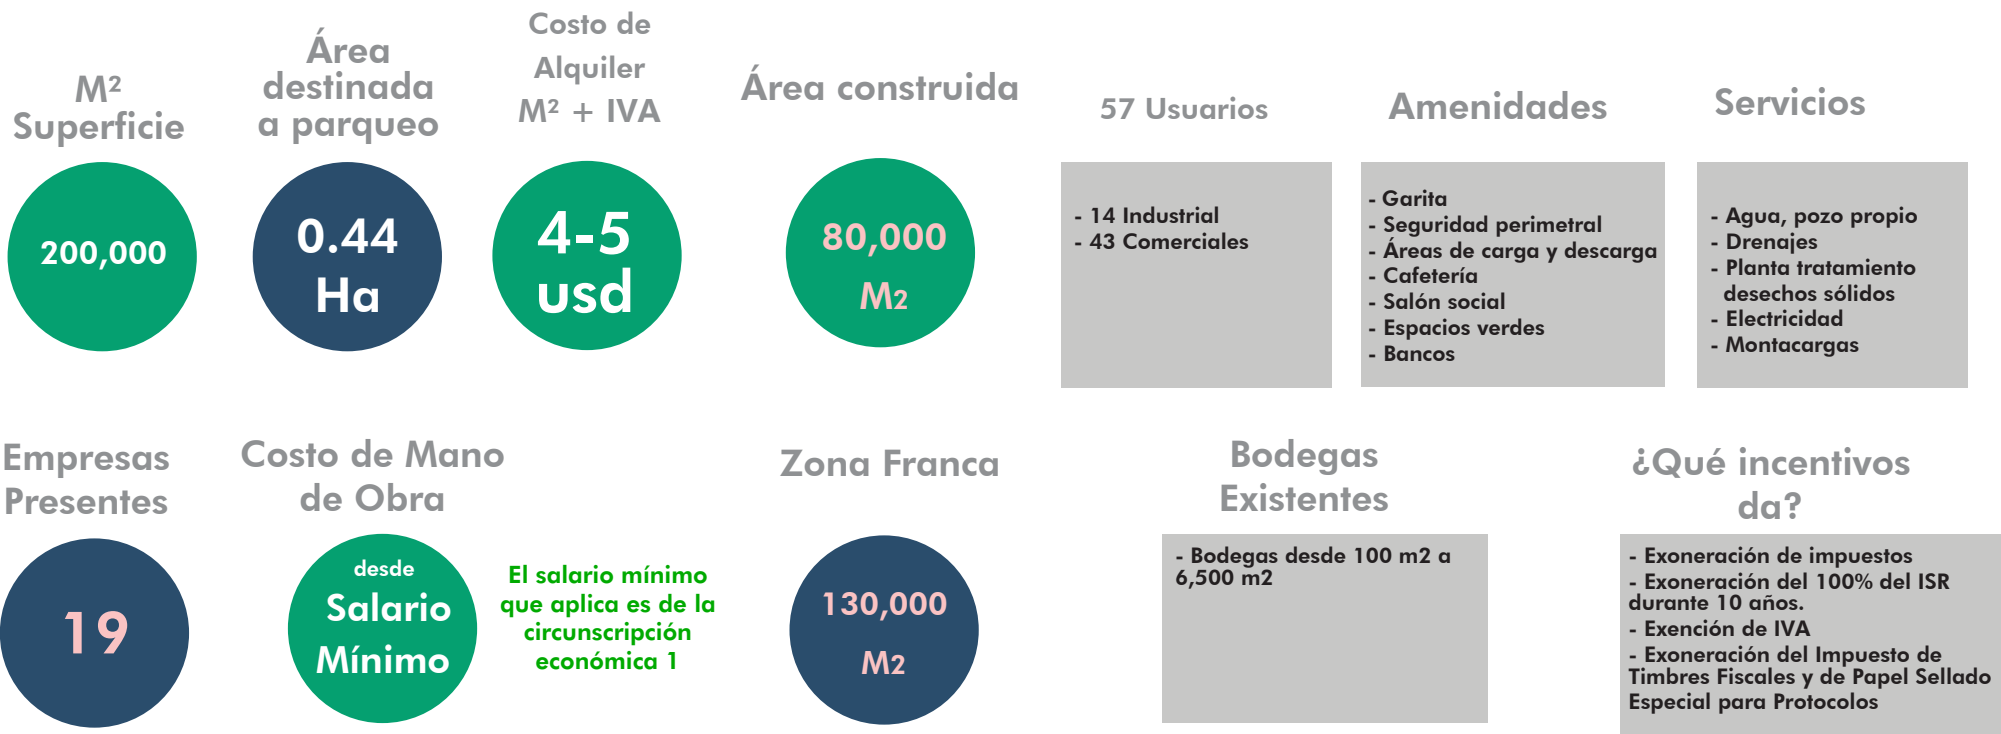 M² 
Superficie
200,000
Área
destinada
a parqueo
0.44
Ha
Costo de
Alquiler
M² + IVA
4-5
usd
Área construida
80,000
M2
57 Usuarios
- 14 Industrial
- 43 Comerciales
Amenidades
- Garita
- Seguridad perimetral
- Áreas de carga y descarga
- Cafetería
- Salón social
- Espacios verdes
- Bancos
Servicios
- Agua, pozo propio
- Drenajes
- Planta tratamiento
desechos sólidos
- Electricidad
- Montacargas
Empresas
Presentes
19
Costo de Mano
de Obra
desde
Salario
Mínimo
El salario mínimo
que aplica es de la
circunscripción
económica 1
Zona Franca
130,000
M2
Bodegas
Existentes
- Bodegas desde 100 m2 a
6,500 m2
¿Qué incentivos
da?
- Exoneración de impuestos
- Exoneración del 100% del ISR
durante 10 años.
- Exención de IVA
- Exoneración del Impuesto de
Timbres Fiscales y de Papel Sellado
Especial para Protocolos